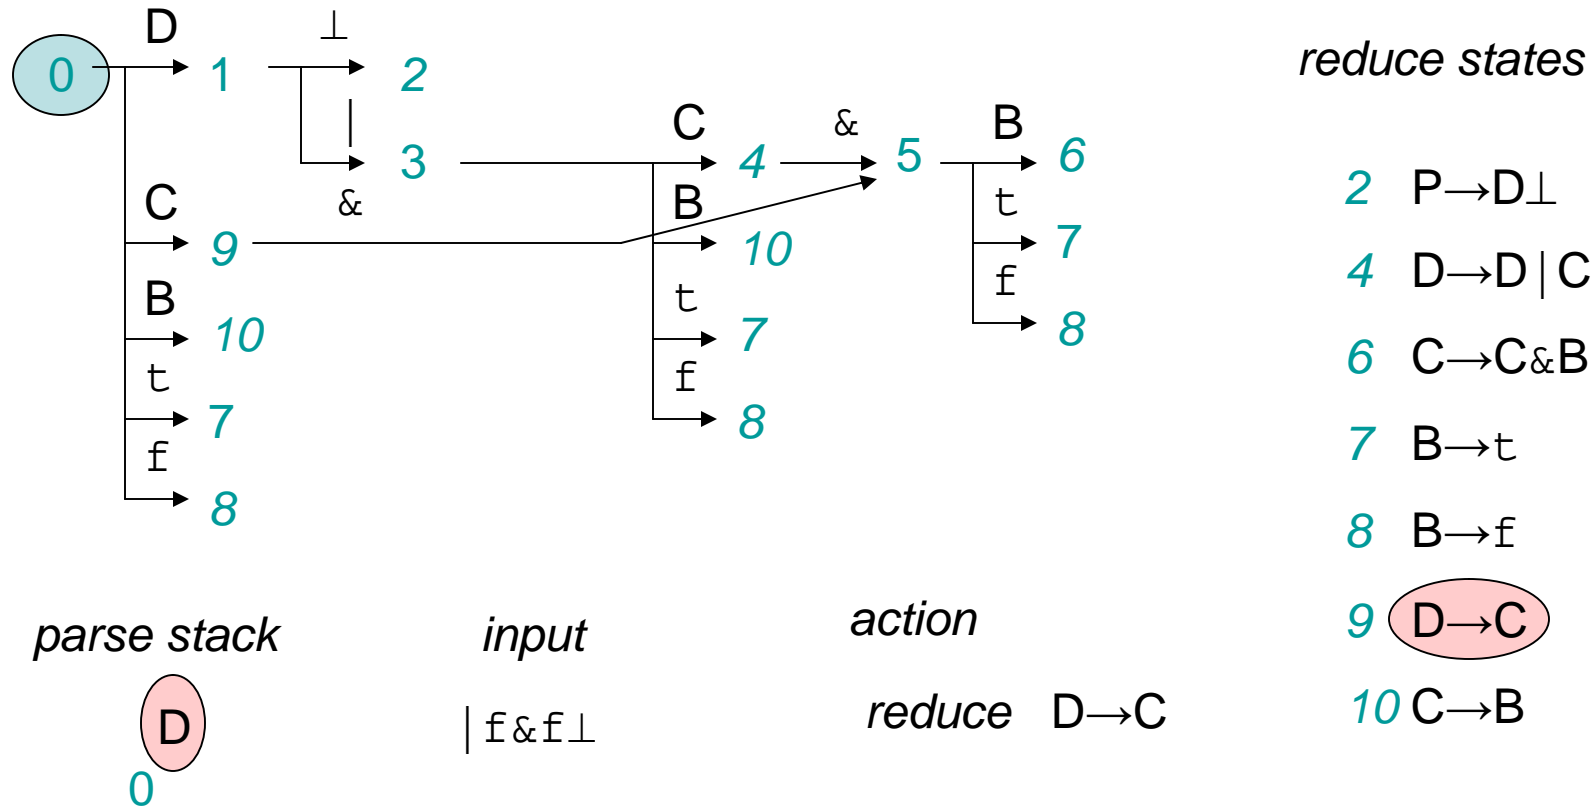 D ⊥
0 1 2
|
3
&
C & B
4 5 6
C B t
9 10 7
B t f
10 7 8
t f
7 8
f
8
reduce states
2 P→D⊥
4 D→D|C
6 C→C&B
7 B→t
8 B→f
9 D→C
10 C→B
parse stack input action
D |f&f⊥ reduce D→C
0